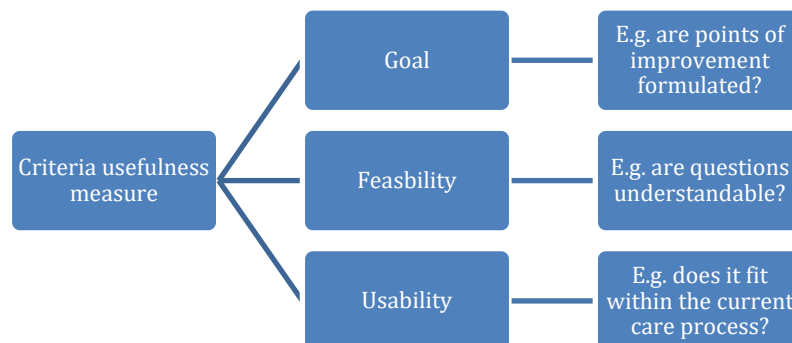 Criteria usefulness
measure
Goal
E.g. are points of
improvement
formulated?
Feasbility
E.g. are questions
understandable?
Usability
E.g. does it fit
within the current
care process?